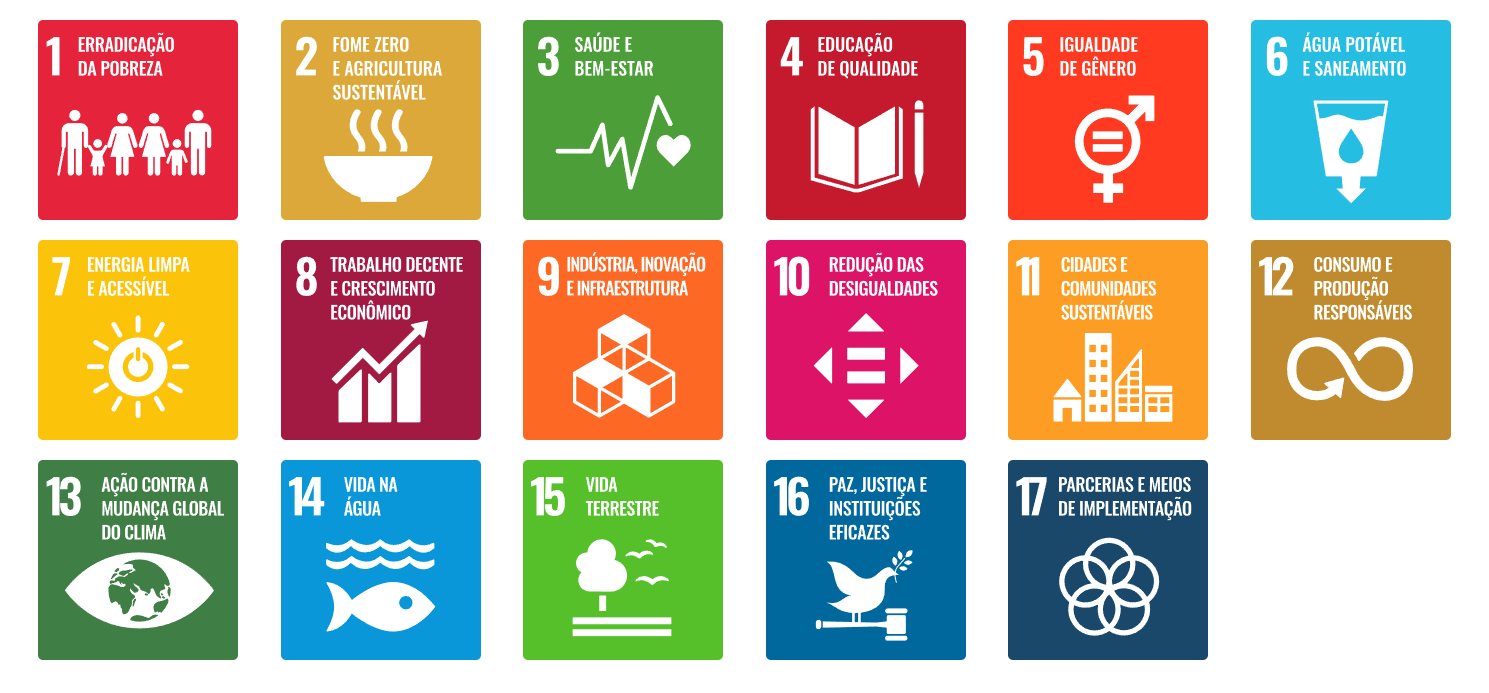 1 ERRADICAÇÃO
DA POBREZA
2 FOME ZERO
E AGRICULTURA
SUSTENTÁVEL
3 SAÚDE E
BEM-ESTAR
4 EDUCAÇÃO
DE QUALIDADE
5 IGUALDADE
DE GÊNERO
6 ÁGUA POTÁVEL
E SANEAMENTO
7 ENERGIA LIMPA
E ACESSÍVEL
8 TRABALHO DECENTE
E CRESCIMENTO
ECONÔMICO
9 INDÚSTRIA, INOVAÇÃO
E INFRAESTRUTURA
10 REDUÇÃO DAS
DESIGUALDADES
11 CIDADES E
COMUNIDADES
SUSTENTÁVEIS
12 CONSUMO E
PRODUÇÃO
RESPONSÁVEIS
13 AÇÃO CONTRA A
MUDANÇA GLOBAL
DO CLIMA
14 VIDA NA
ÁGUA
15 VIDA
TERRESTRE
16 PAZ, JUSTIÇA E
INSTITUIÇÕES
EFICAZES
17 PARCERIAS E MEIOS
DE IMPLEMENTAÇÃO